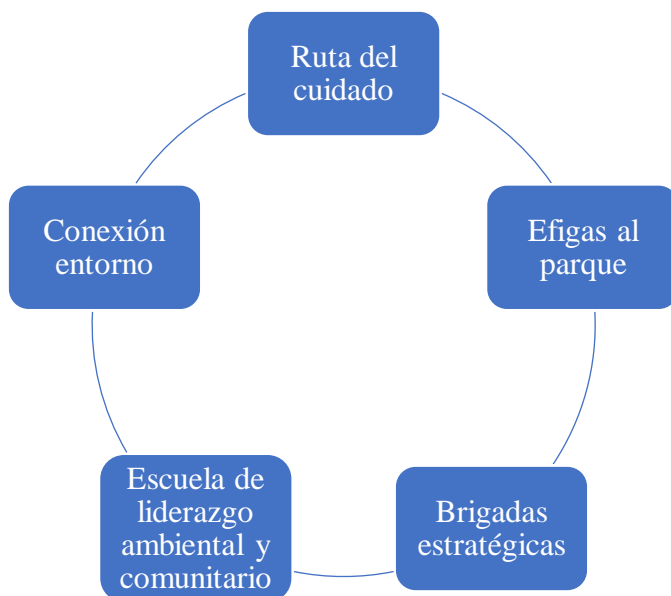 Ruta del
cuidado
Efigas al
parque
Brigadas
estratégicas
Escuela de
liderazgo
ambiental y
comunitario
Conexión
entorno